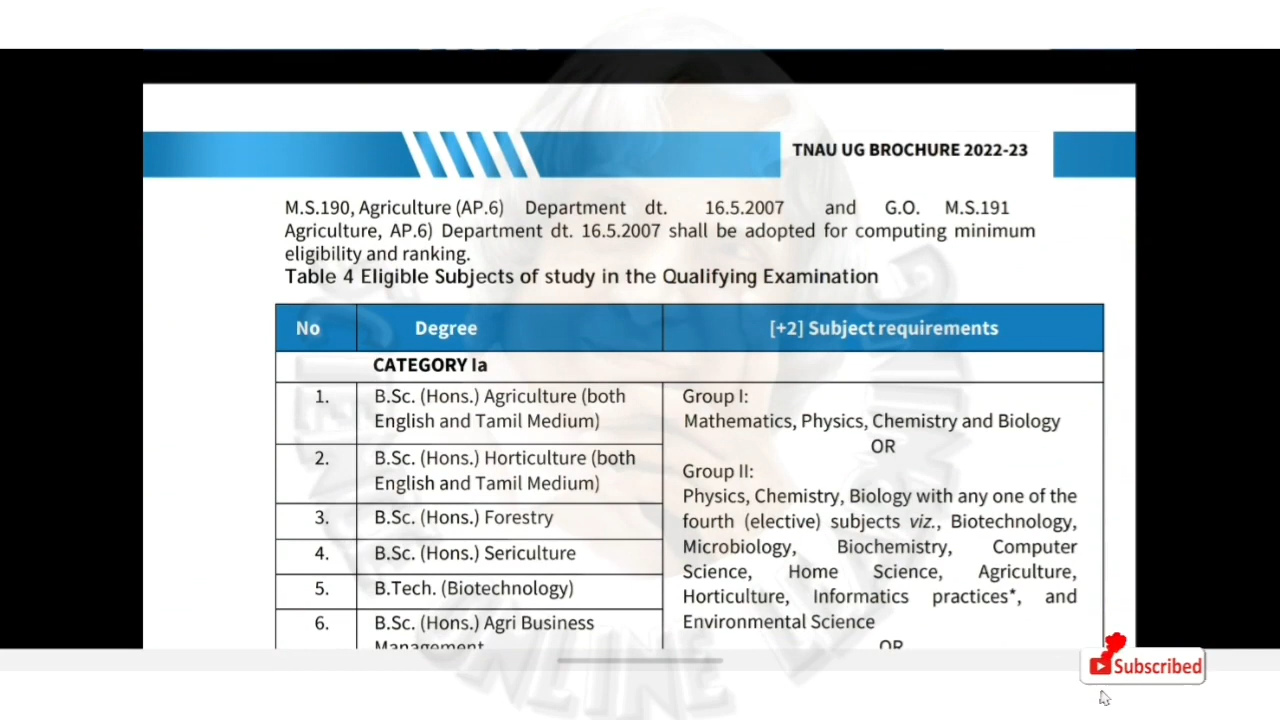 TNAU UG BROCHURE 2022-23
M.S.190, Agriculture (AP.6) Department dt. 16.5.2007 and G.O. M.S.191
Agriculture, AP.6) Department dt. 16.5.2007 shall be adopted for computing minimum
eligibility and ranking.
Table 4 Eligible Subjects of study in the Qualifying Examination
No Degree [+2] Subject requirements
CATEGORY Ia
1. B.Sc. (Hons.) Agriculture (both
English and Tamil Medium)
2. B.Sc. (Hons.) Horticulture (both
English and Tamil Medium)
3. B.Sc. (Hons.) Forestry
4. B.Sc. (Hons.) Sericulture
5. B.Tech. (Biotechnology)
6. B.Sc. (Hons.) Agri Business
Management
Group I:
Mathematics, Physics, Chemistry and Biology
OR
Group II:
Physics, Chemistry, Biology with any one of the
fourth (elective) subjects viz., Biotechnology,
Microbiology, Biochemistry, Computer
Science, Home Science, Agriculture,
Horticulture, Informatics practices*, and
Environmental Science
OR
Subscribed